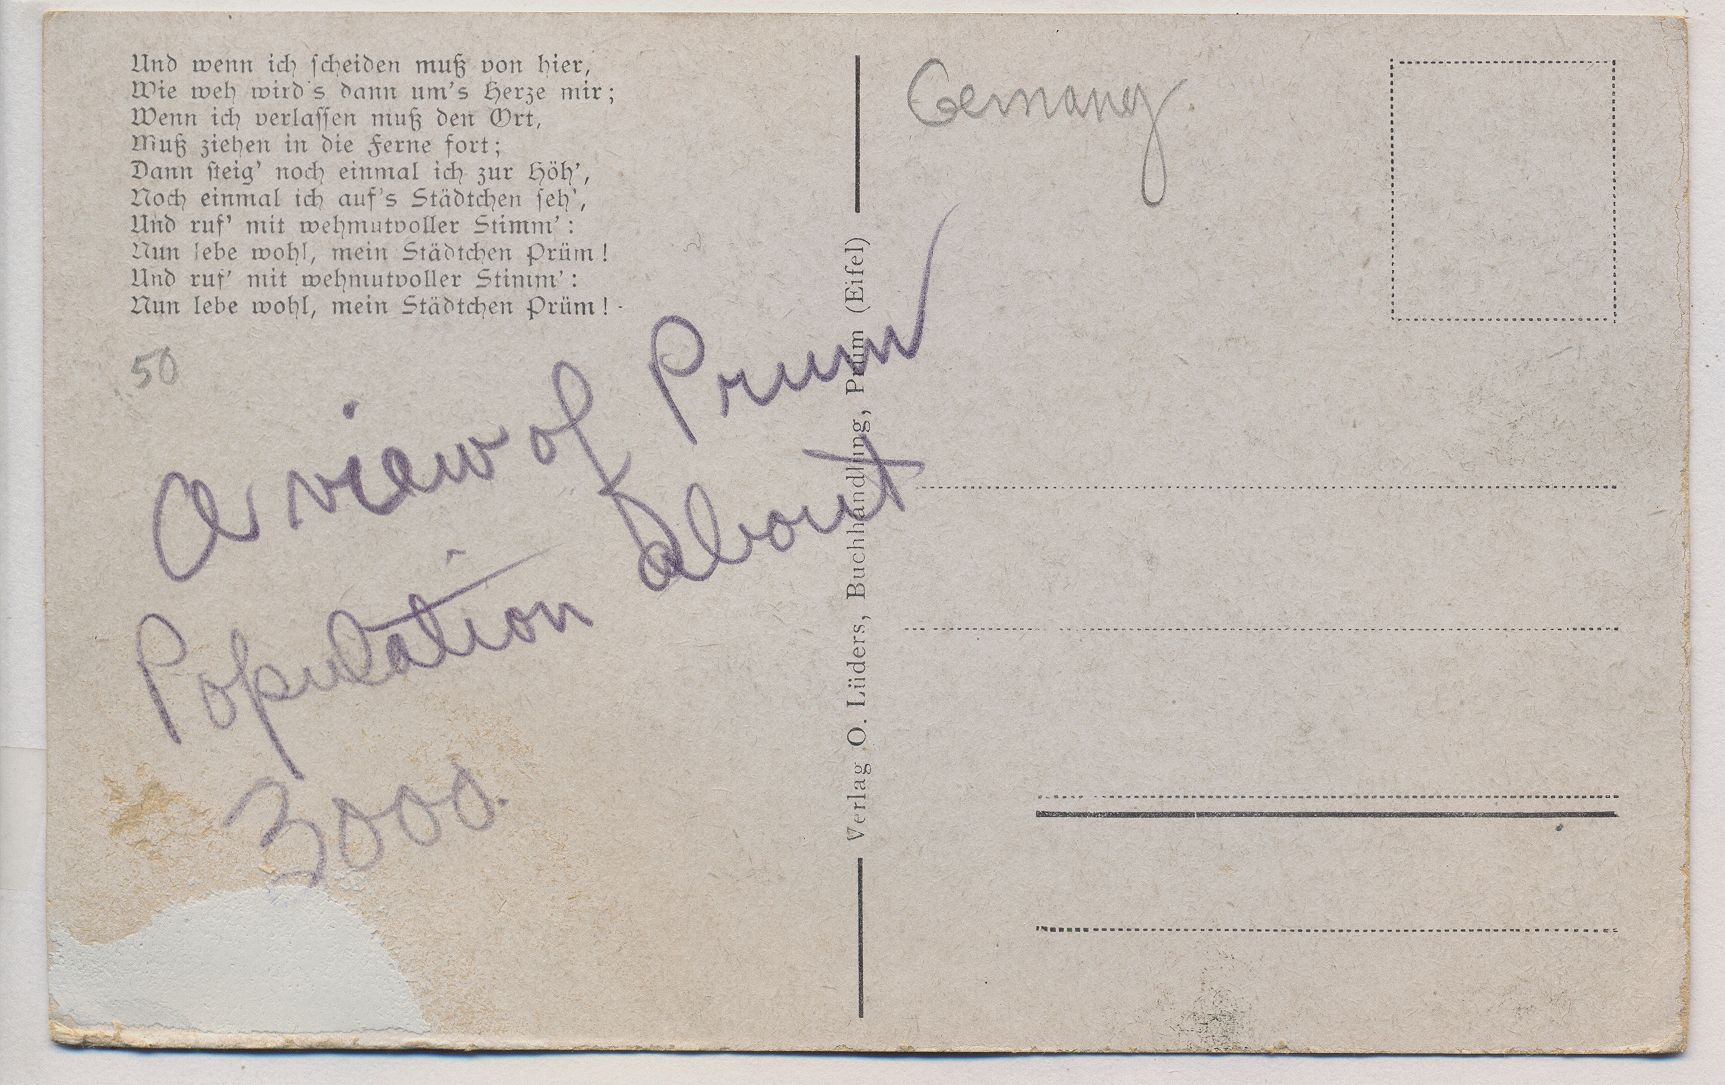 Und wenn ich scheiden muß von hier,
Wie weh wird's dann um's Herze mir;
Wenn ich verlassen muß den Ort,
Muß ziehen in die Ferne fort;
Dann steig' noch einmal ich zur Höh',
Noch einmal ich auf's Städtchen seh',
Und ruf' mit wehmutvoller Stimm':
Nun lebe wohl, mein Städtchen Prüm!
Und ruf' mit wehmutvoller Stimm':
Nun lebe wohl, mein Städtchen Prüm!
50
A view of Prum
Population About
3000.
Verlag O. Lüders, Buchhandlung, Prüm (Eifel)
Germany